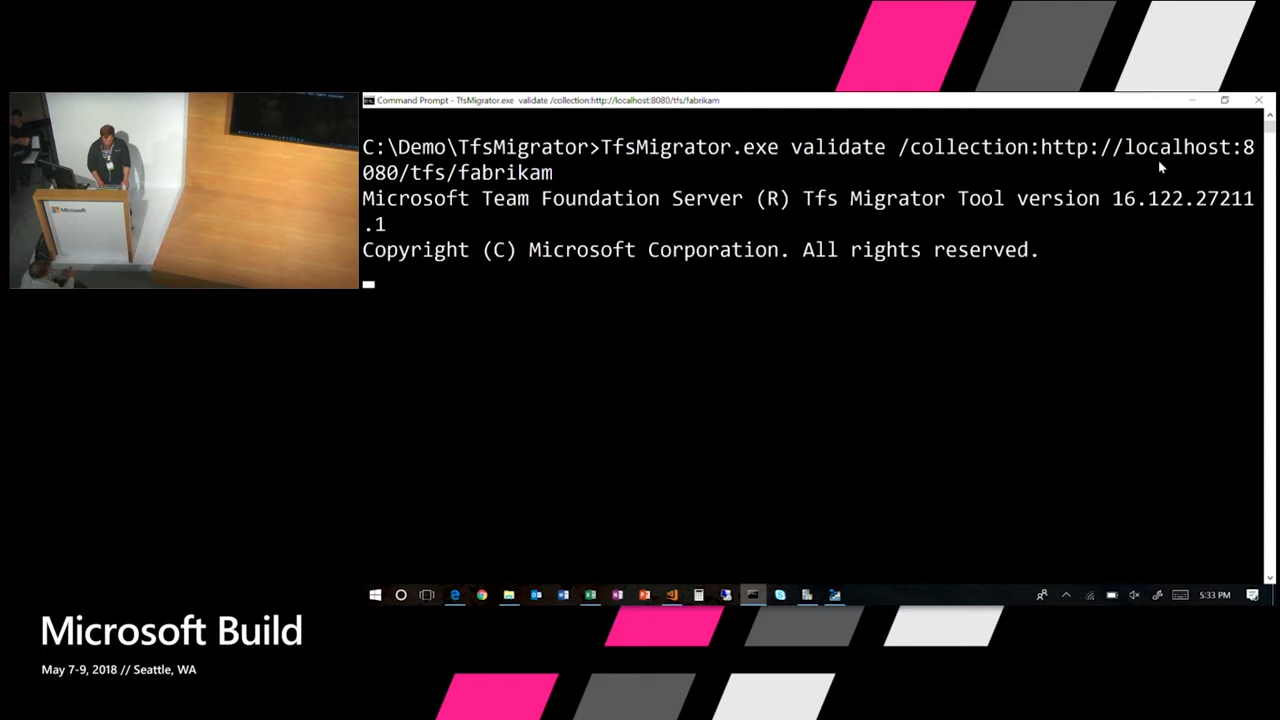 Command Prompt - TfsMigrator.exe validate /collection:http://localhost:8080/tfs/fabrikam
C:\Demo\TfsMigrator>TfsMigrator.exe validate /collection:http://localhost:8
080/tfs/fabrikam
Microsoft Team Foundation Server (R) Tfs Migrator Tool version 16.122.27211
.1
Copyright (C) Microsoft Corporation. All rights reserved.
Microsoft
5:33 PM
Microsoft Build
May 7-9, 2018 // Seattle, WA